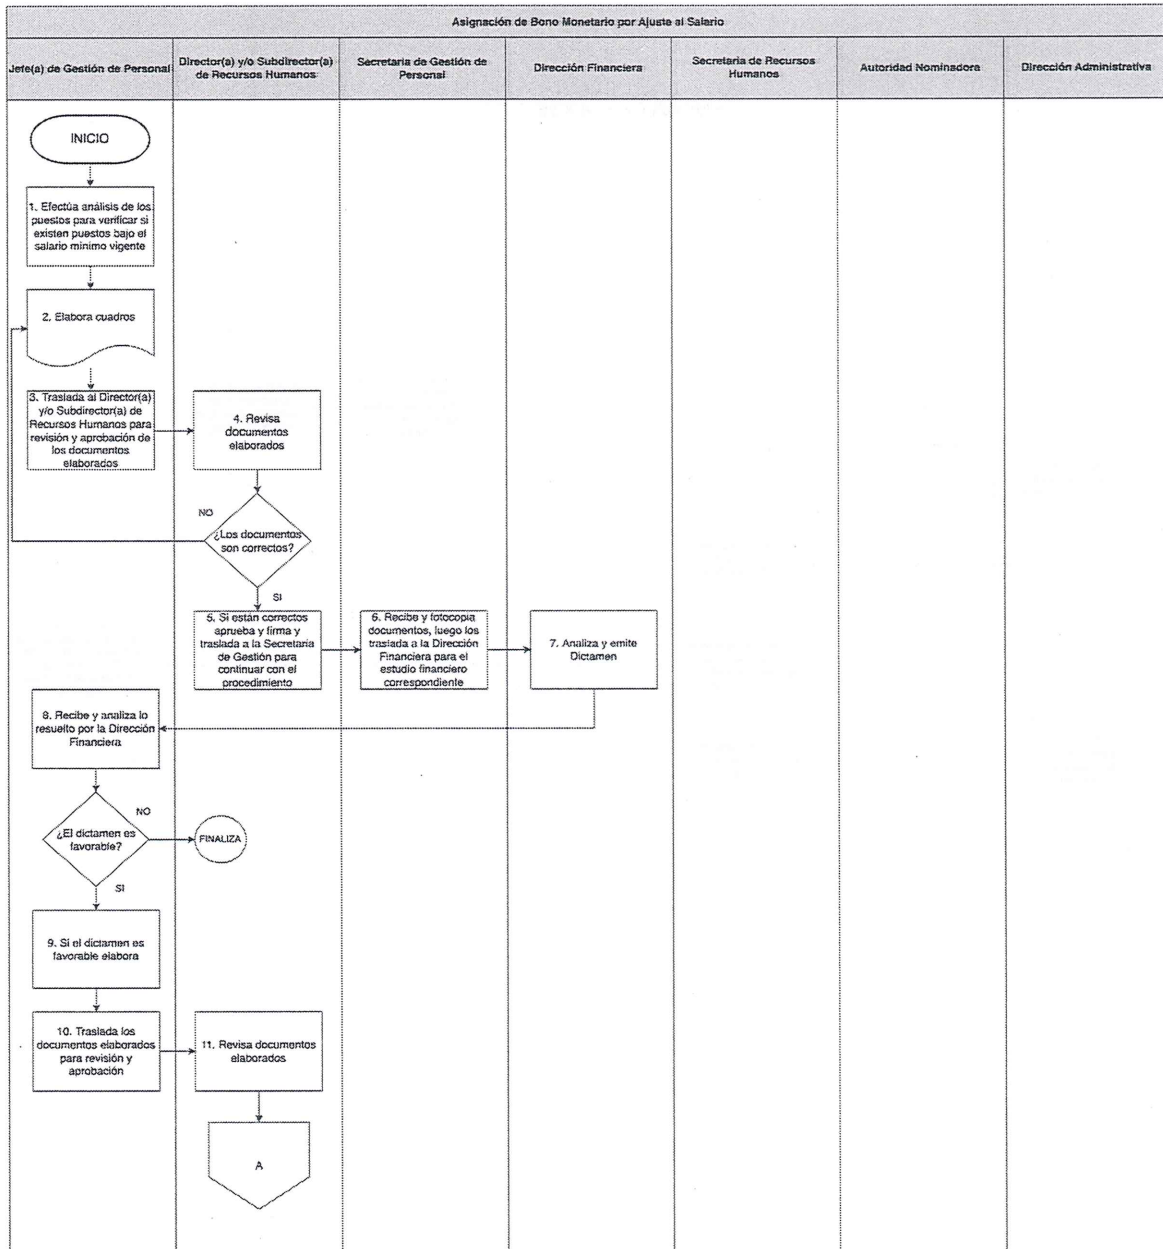 Asignación de Bono Monetario por Ajuste al Salario
Jefe(a) de Gestión de Personal
Director(a) y/o Subdirector(a)
de Recursos Humanos
Secretaria de Gestión de
Personal
Dirección Financiera
Secretaria de Recursos
Humanos
Autoridad Nominadora
Dirección Administrativa
INICIO
1. Efectúa análisis de los
puestos para verificar si
existen puestos bajo el
salario mínimo vigente
2. Elabora cuadros
3. Traslada al Director(a)
y/o Subdirector(a) de
Recursos Humanos para
revisión y aprobación de
los documentos
elaborados
4. Revisa
documentos
elaborados
NO
¿Los documentos
son correctos?
SI
5. Si están correctos
aprueba y firma y
traslada a la Secretaría
de Gestión para
continuar con el
procedimiento
6. Recibe y fotocopia
documentos, luego los
traslada a la Dirección
Financiera para el
estudio financiero
correspondiente
7. Analiza y emite
Dictamen
8. Recibe y analiza lo
resuelto por la Dirección
Financiera
NO
¿El dictamen es
favorable?
FINALIZA
SI
9. Si el dictamen es
favorable elabora
10. Traslada los
documentos elaborados
para revisión y
aprobación
11. Revisa documentos
elaborados
A